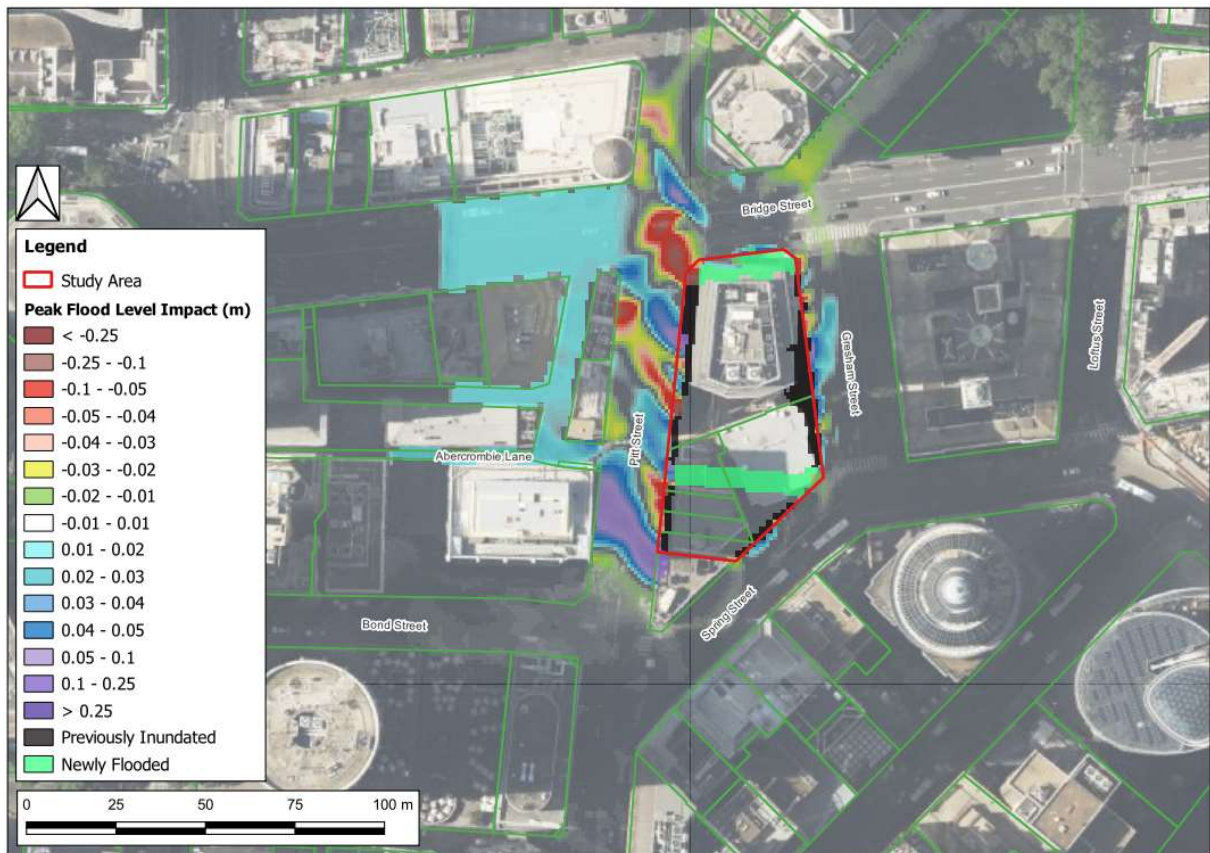 Bridge Street
Gresham Street
Loftus Street
Pitt Street
Abercrombie Lane
Bond Street
Spring Street
Legend
Study Area
Peak Flood Level Impact (m)
< -0.25
-0.25 - -0.1
-0.1 - -0.05
-0.05 - -0.04
-0.04 - -0.03
-0.03 - -0.02
-0.02 - -0.01
-0.01 - 0.01
0.01 - 0.02
0.02 - 0.03
0.03 - 0.04
0.04 - 0.05
0.05 - 0.1
0.1 - 0.25
> 0.25
Previously Inundated
Newly Flooded
0 25 50 75 100 m